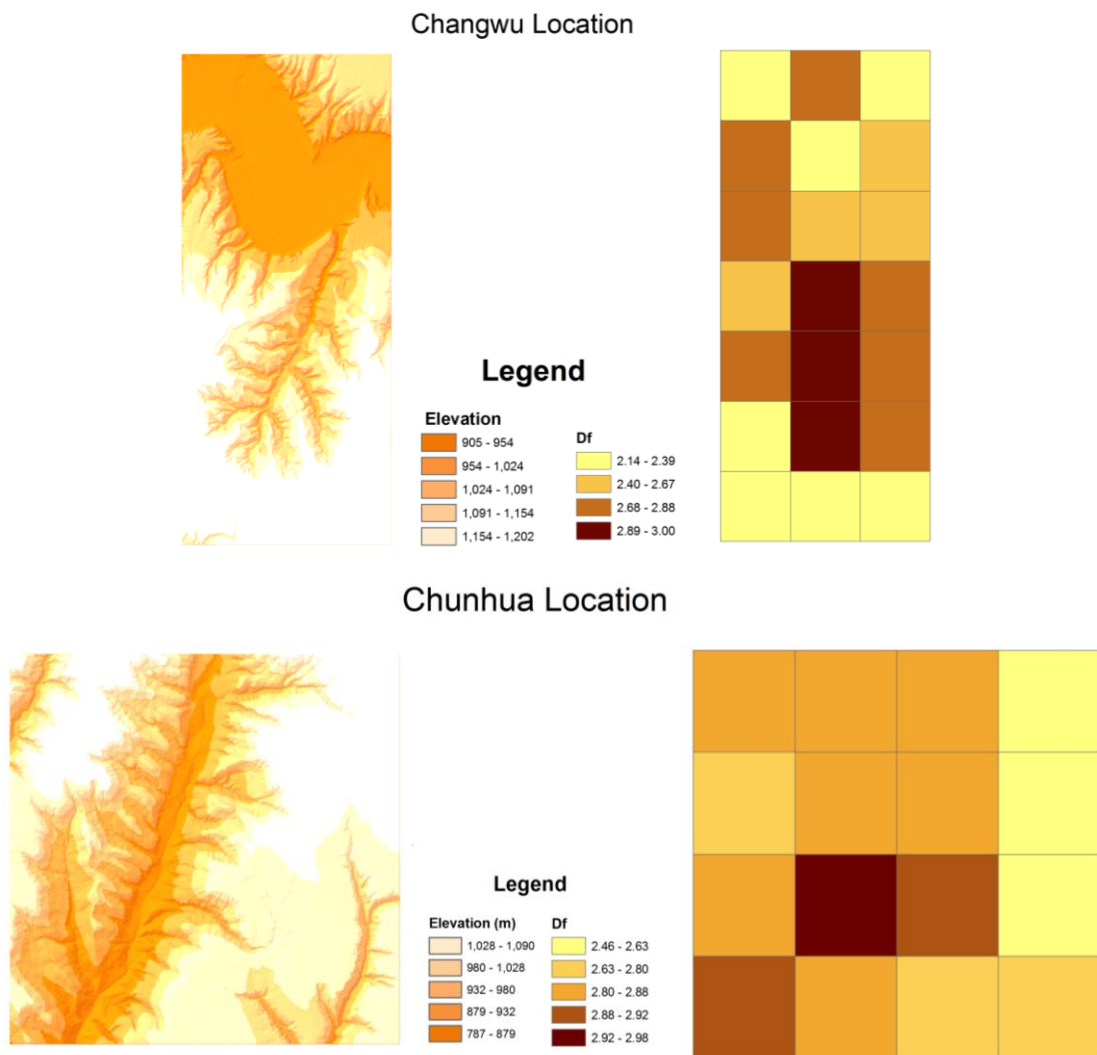 Changwu Location
Legend
Elevation
905 - 954
954 - 1,024
1,024 - 1,091
1,091 - 1,154
1,154 - 1,202
Df
2.14 - 2.39
2.40 - 2.67
2.68 - 2.88
2.89 - 3.00
Chunhua Location
Legend
Elevation (m)
1,028 - 1,090
980 - 1,028
932 - 980
879 - 932
787 - 879
Df
2.46 - 2.63
2.63 - 2.80
2.80 - 2.88
2.88 - 2.92
2.92 - 2.98